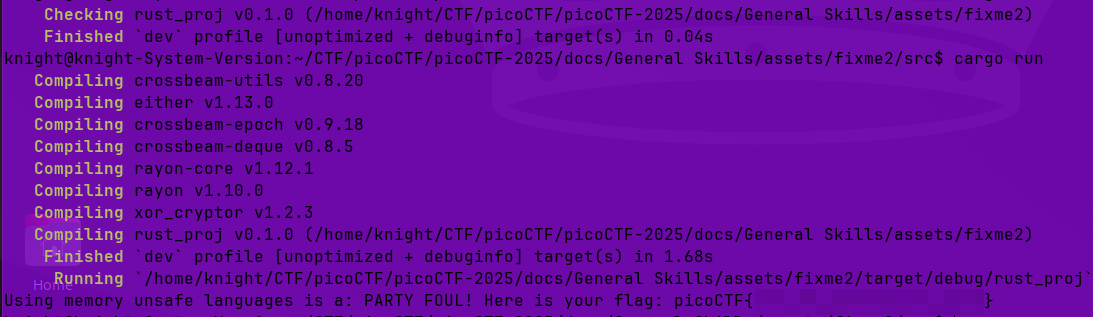 Checking rust_proj v0.1.0 (/home/knight/CTF/picoCTF/picoCTF-2025/docs/General Skills/assets/fixme2)
Finished `dev` profile [unoptimized + debuginfo] target(s) in 0.04s
knight@knight-System-Version:~/CTF/picoCTF/picoCTF-2025/docs/General Skills/assets/fixme2/src$ cargo run
Compiling crossbeam-utils v0.8.20
Compiling either v1.13.0
Compiling crossbeam-epoch v0.9.18
Compiling crossbeam-deque v0.8.5
Compiling rayon-core v1.12.1
Compiling rayon v1.10.0
Compiling xor_cryptor v1.2.3
Compiling rust_proj v0.1.0 (/home/knight/CTF/picoCTF/picoCTF-2025/docs/General Skills/assets/fixme2)
Finished `dev` profile [unoptimized + debuginfo] target(s) in 1.68s
Running `/home/knight/CTF/picoCTF/picoCTF-2025/docs/General Skills/assets/fixme2/target/debug/rust_proj`
Home
Using memory unsafe languages is a: PARTY FOUL! Here is your flag: picoCTF{ }